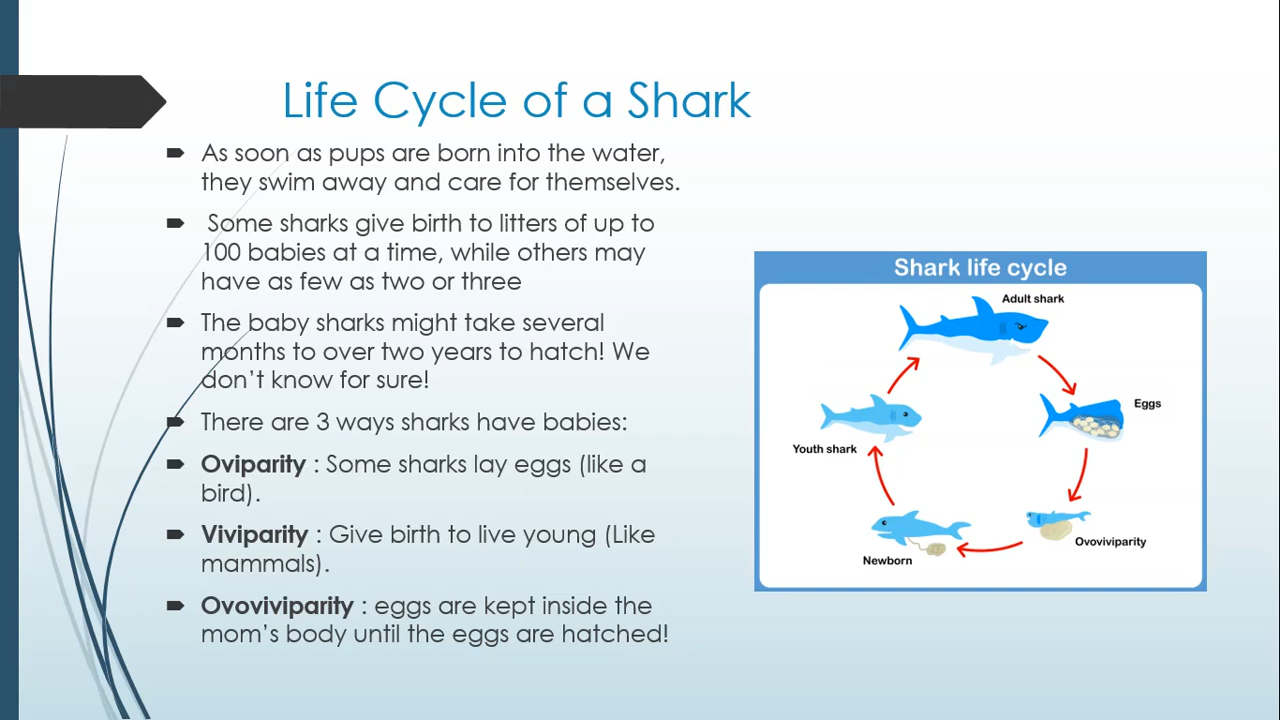 Life Cycle of a Shark
As soon as pups are born into the water,
they swim away and care for themselves.
Some sharks give birth to litters of up to
100 babies at a time, while others may
have as few as two or three
The baby sharks might take several
months to over two years to hatch! We
don't know for sure!
There are 3 ways sharks have babies:
Oviparity : Some sharks lay eggs (like a
bird).
Viviparity : Give birth to live young (Like
mammals).
Ovoviviparity : eggs are kept inside the
mom's body until the eggs are hatched!
Shark life cycle
Adult shark
Eggs
Ovoviviparity
Newborn
Youth shark